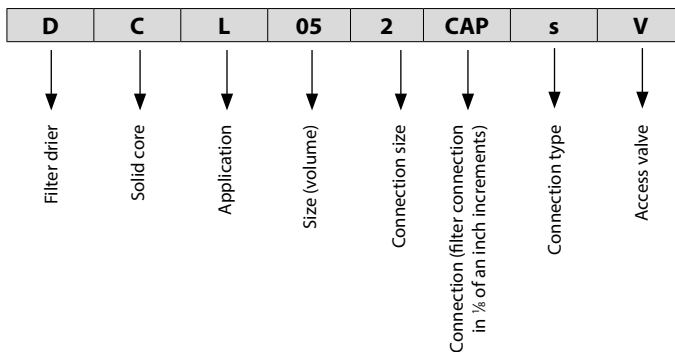 D C L 05 2 CAP s V
Filter drier
Solid core
Application
Size (volume)
Connection size
Connection (filter connection
in ⅛ of an inch increments)
Connection type
Access valve